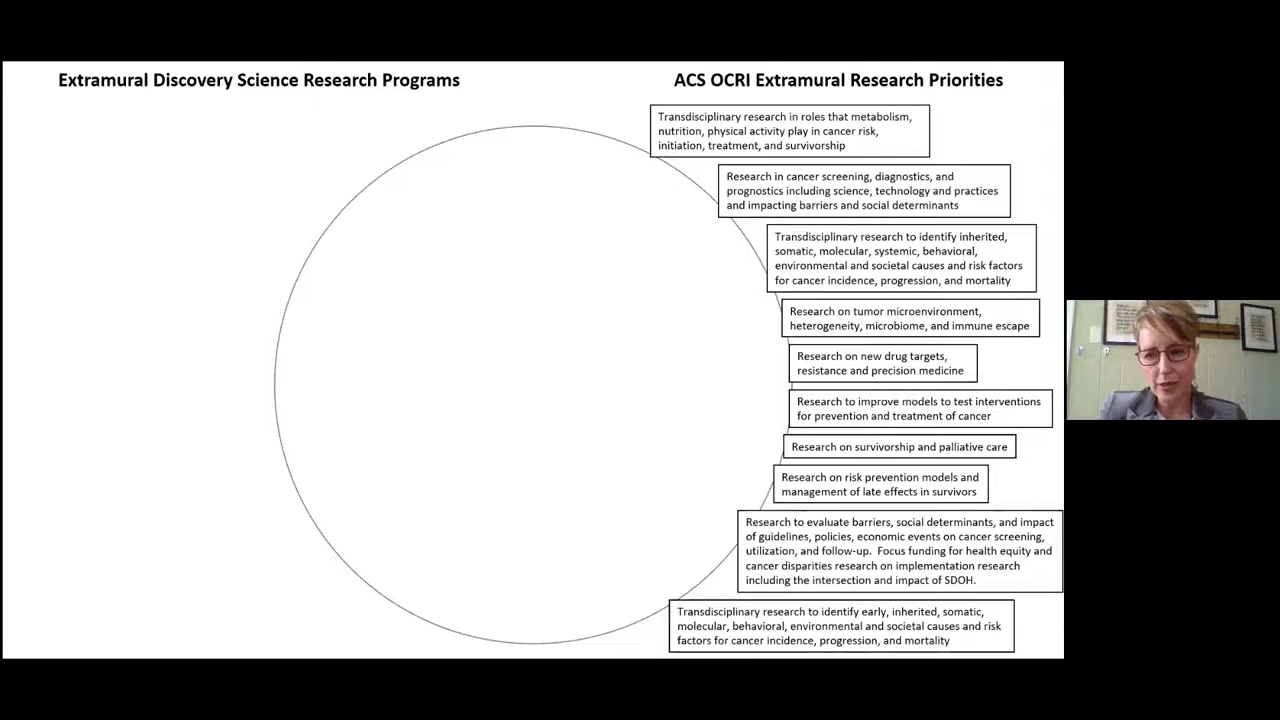 Extramural Discovery Science Research Programs
ACS OCRI Extramural Research Priorities
Transdisciplinary research in roles that metabolism,
nutrition, physical activity play in cancer risk,
initiation, treatment, and survivorship
Research in cancer screening, diagnostics, and
prognostics including science, technology and practices
and impacting barriers and social determinants
Transdisciplinary research to identify inherited,
somatic, molecular, systemic, behavioral,
environmental and societal causes and risk factors
for cancer incidence, progression, and mortality
Research on tumor microenvironment,
heterogeneity, microbiome, and immune escape
Research on new drug targets,
resistance and precision medicine
Research to improve models to test interventions
for prevention and treatment of cancer
Research on survivorship and palliative care
Research on risk prevention models and
management of late effects in survivors
Research to evaluate barriers, social determinants, and impact
of guidelines, policies, economic events on cancer screening,
utilization, and follow-up. Focus funding for health equity and
cancer disparities research on implementation research
including the intersection and impact of SDOH.
Transdisciplinary research to identify early, inherited, somatic,
molecular, behavioral, environmental and societal causes and risk
factors for cancer incidence, progression, and mortality